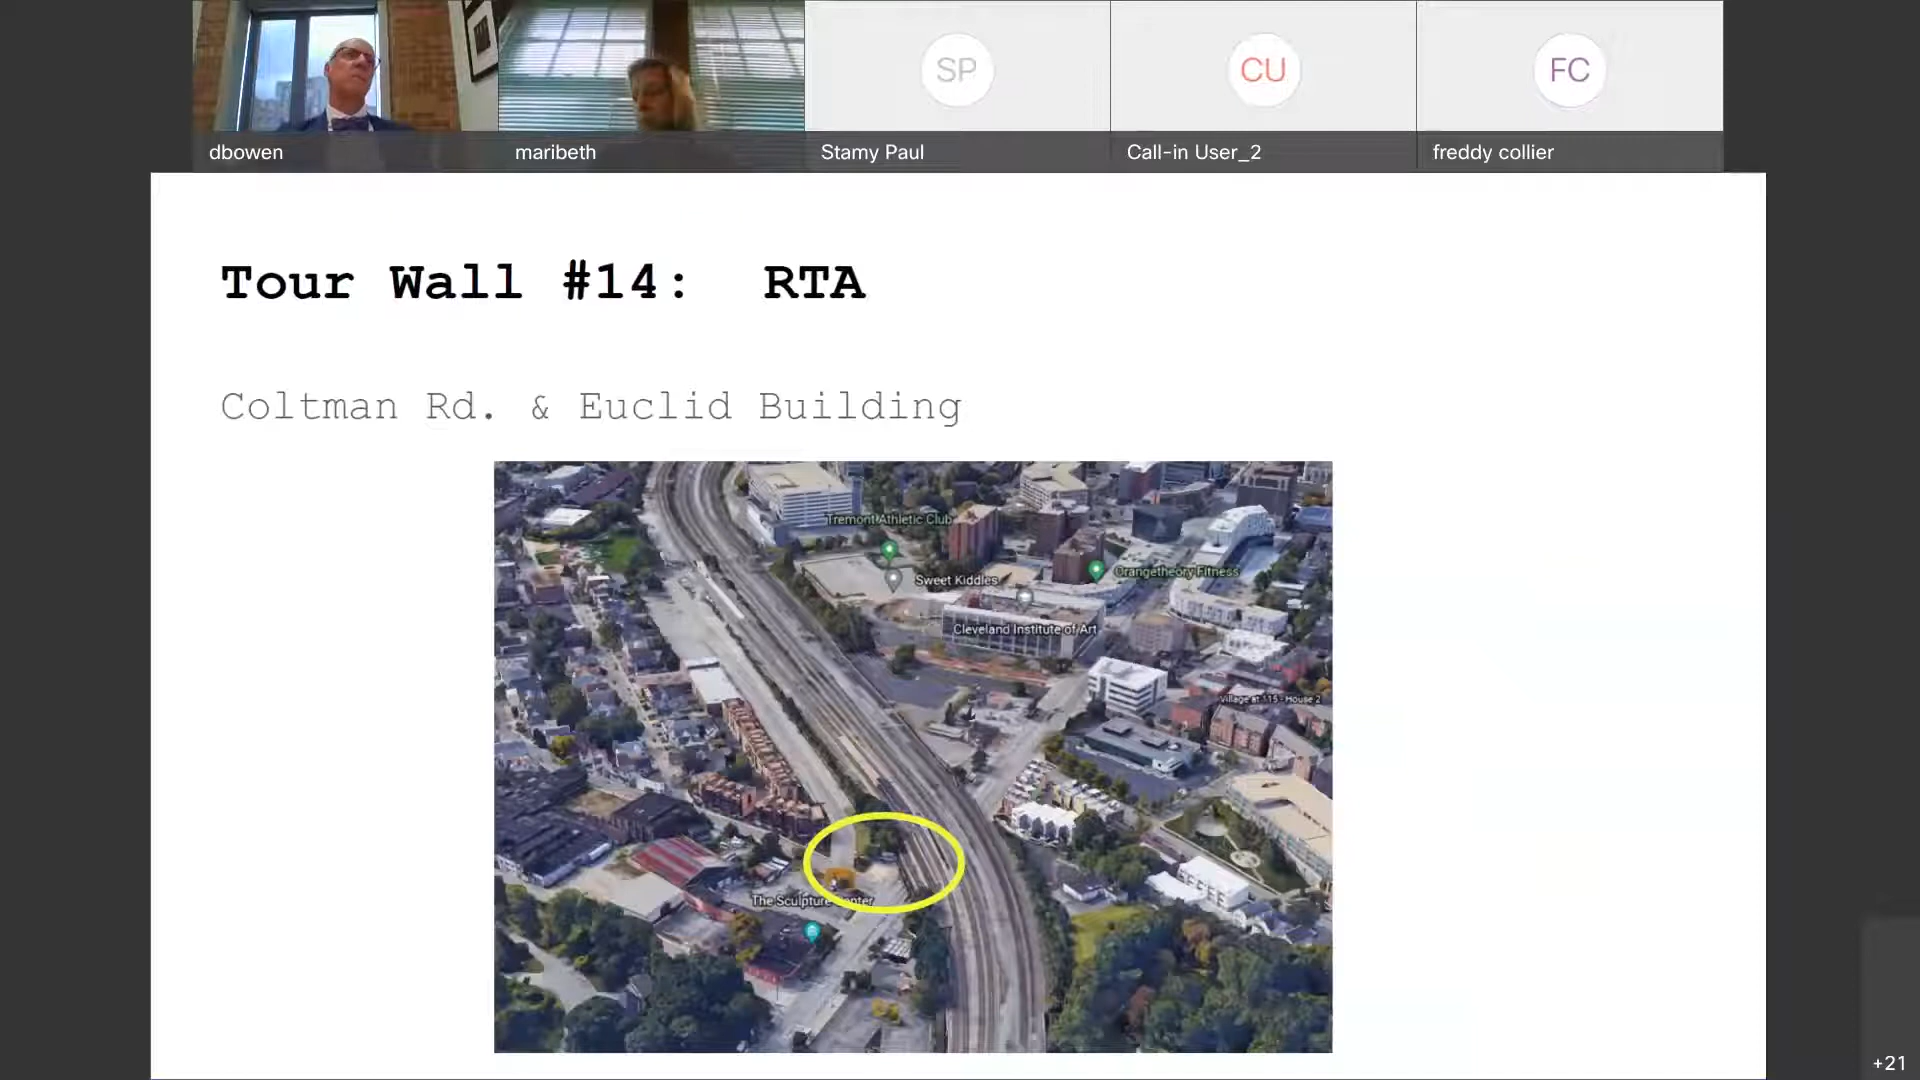 SP
CU
FC
dbowen
maribeth
Stamy Paul
Call-in User_2
freddy collier
Tour Wall #14: RTA
Coltman Rd. & Euclid Building
Tremont Athletic Club
Sweet Kiddles
Orangetheory Fitness
Cleveland Institute of Art
Village at 115 - House 2
The Sculpture Center
+21